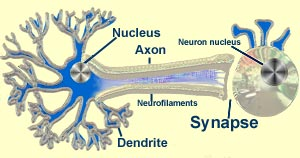 Nucleus
Axon
Neuron nucleus
Neurofilaments
Synapse
Dendrite